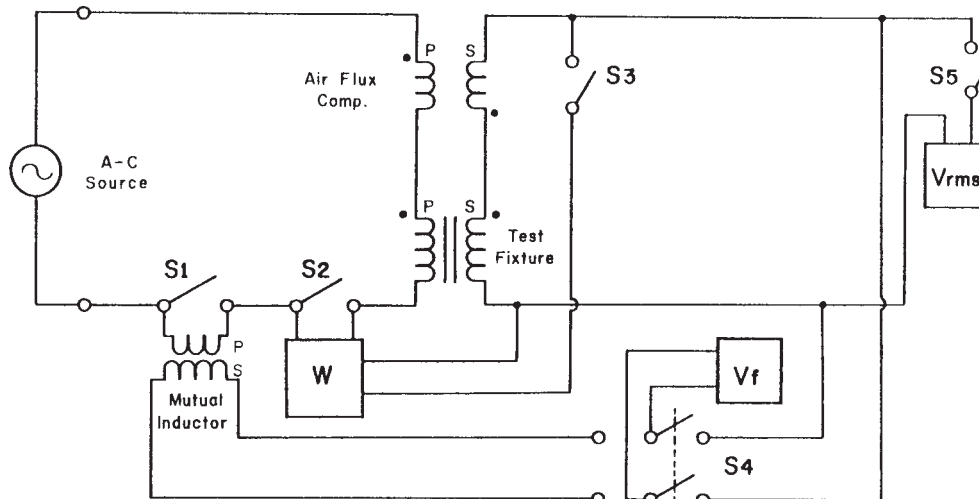 P
S
Air Flux
Comp.
S3
S5
A-C
Source
Vrms
P
S
Test
Fixture
S1
S2
P
S
W
Vf
Mutual
Inductor
S4